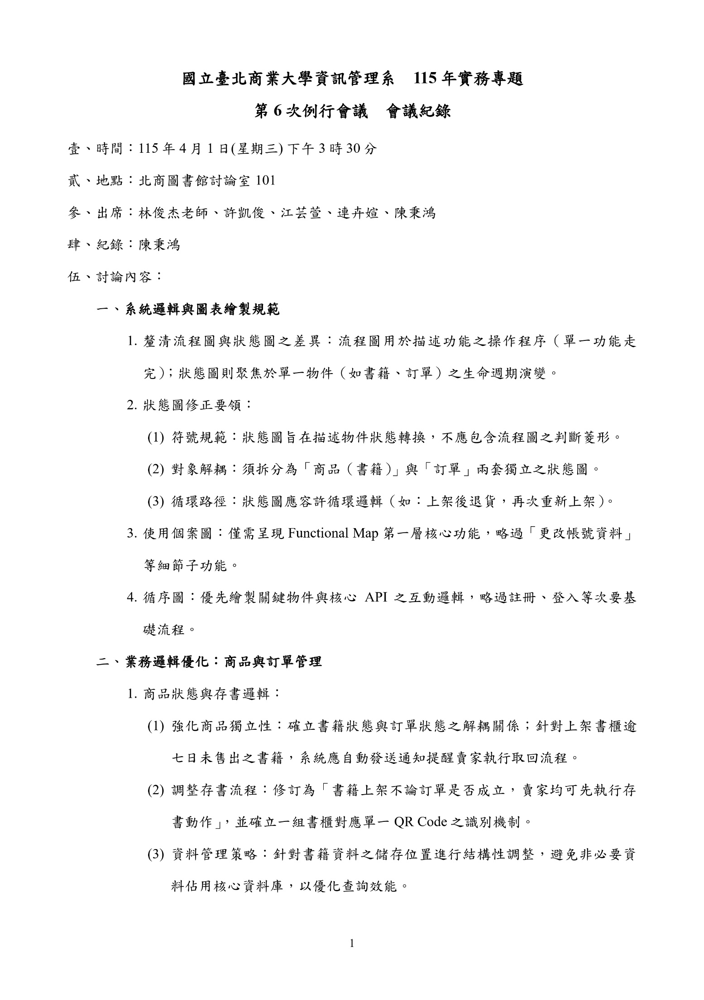 國立臺北商業大學資訊管理系　115 年實務專題
第 6 次例行會議　會議紀錄
壹、時間：115 年 4 月 1 日(星期三) 下午 3 時 30 分
貳、地點：北商圖書館討論室 101
參、出席：林俊杰老師、許凱俊、江芸萱、連卉媗、陳秉鴻
肆、紀錄：陳秉鴻
伍、討論內容：
一、系統邏輯與圖表繪製規範
1. 釐清流程圖與狀態圖之差異：流程圖用於描述功能之操作程序（單一功能走
完）；狀態圖則聚焦於單一物件（如書籍、訂單）之生命週期演變。
2. 狀態圖修正要領：
(1) 符號規範：狀態圖旨在描述物件狀態轉換，不應包含流程圖之判斷菱形。
(2) 對象解耦：須拆分為「商品（書籍）」與「訂單」兩套獨立之狀態圖。
(3) 循環路徑：狀態圖應容許循環邏輯（如：上架後退貨，再次重新上架）。
3. 使用個案圖：僅需呈現 Functional Map 第一層核心功能，略過「更改帳號資料」
等細節子功能。
4. 循序圖：優先繪製關鍵物件與核心 API 之互動邏輯，略過註冊、登入等次要基
礎流程。
二、業務邏輯優化：商品與訂單管理
1. 商品狀態與存書邏輯：
(1) 強化商品獨立性：確立書籍狀態與訂單狀態之解耦關係；針對上架書櫃逾
七日未售出之書籍，系統應自動發送通知提醒賣家執行取回流程。
(2) 調整存書流程：修訂為「書籍上架不論訂單是否成立，賣家均可先執行存
書動作」，並確立一組書櫃對應單一 QR Code 之識別機制。
(3) 資料管理策略：針對書籍資料之儲存位置進行結構性調整，避免非必要資
料佔用核心資料庫，以優化查詢效能。
1